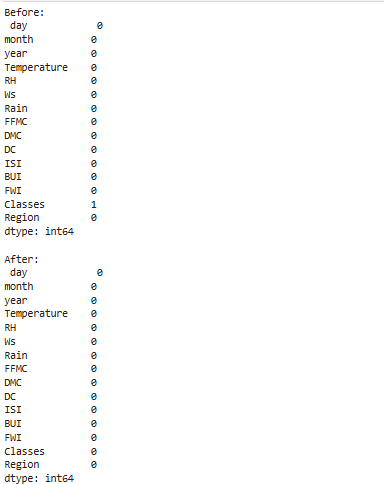 Before:
 day           0
month          0
year           0
Temperature    0
RH             0
Ws             0
Rain           0
FFMC           0
DMC            0
DC             0
ISI            0
BUI            0
FWI            0
Classes        1
Region         0
dtype: int64

After:
 day           0
month          0
year           0
Temperature    0
RH             0
Ws             0
Rain           0
FFMC           0
DMC            0
DC             0
ISI            0
BUI            0
FWI            0
Classes        0
Region         0
dtype: int64